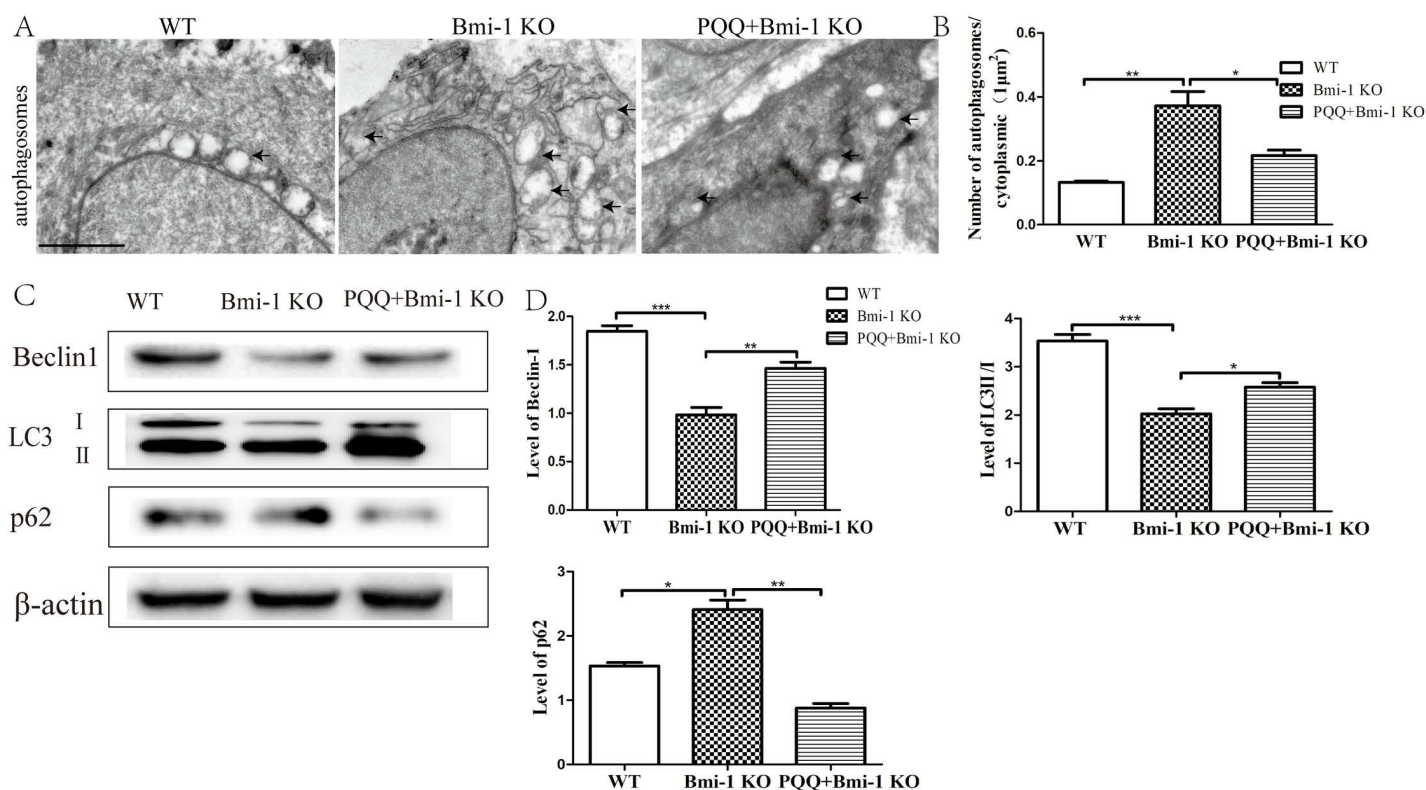 A
WT
Bmi-1 KO
PQQ+Bmi-1 KO
autophagosomes
B
Number of autophagosomes/
cytoplasmic（1μm²）
0.6
0.4
0.2
0.0
**
*
WT
Bmi-1 KO
PQQ+Bmi-1 KO
WT
Bmi-1 KO
PQQ+Bmi-1 KO
C
WT
Bmi-1 KO
PQQ+Bmi-1 KO
Beclin1
LC3
I
II
p62
β-actin
D
Level of Beclin-1
2.0
1.5
1.0
0.5
0.0
***
**
WT
Bmi-1 KO
PQQ+Bmi-1 KO
WT
Bmi-1 KO
PQQ+Bmi-1 KO
Level of LC3II/I
4
3
2
1
0
***
*
WT
Bmi-1 KO
PQQ+Bmi-1 KO
Level of p62
3
2
1
0
*
**
WT
Bmi-1 KO
PQQ+Bmi-1 KO